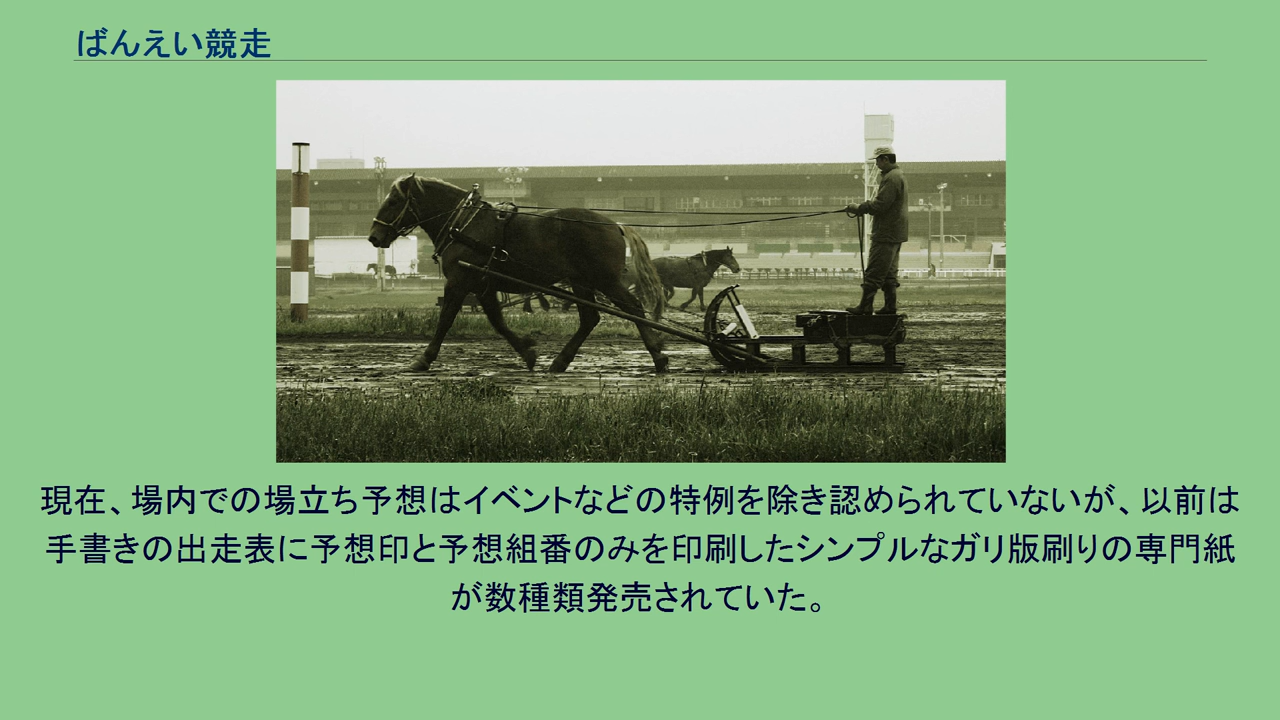 ばんえい競走
現在、場内での場立ち予想はイベントなどの特例を除き認められていないが、以前は
手書きの出走表に予想印と予想組番のみを印刷したシンプルなガリ版刷りの専門紙
が数種類発売されていた。